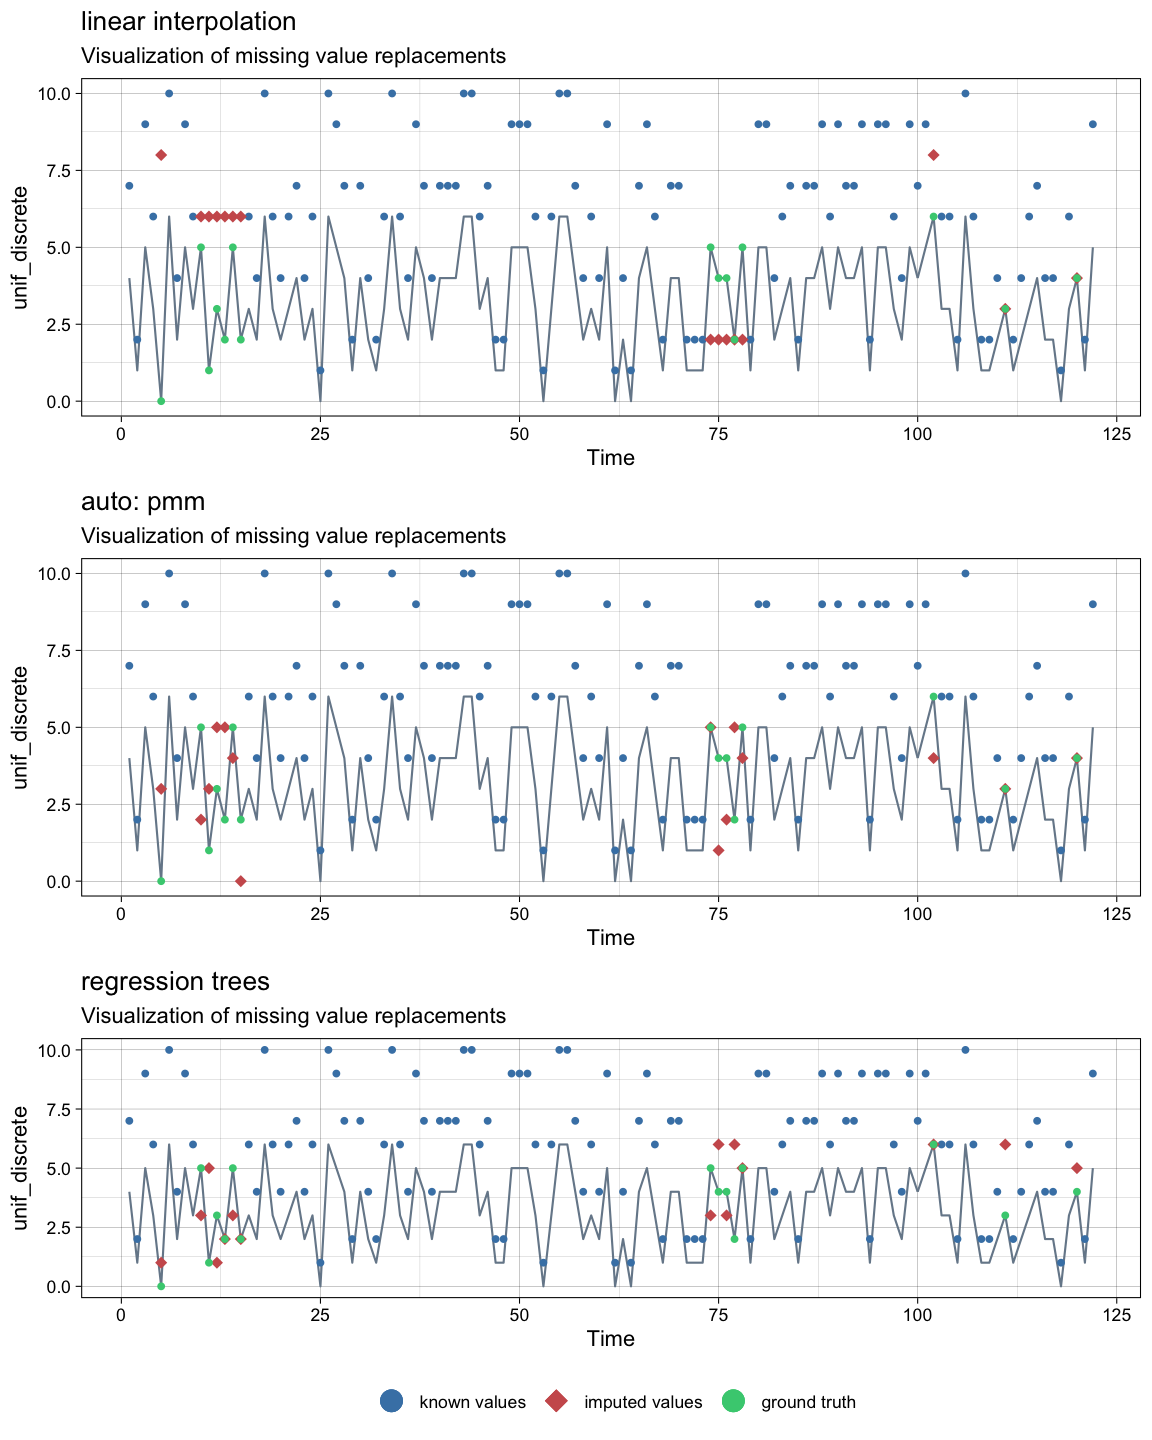 linear interpolation
Visualization of missing value replacements
10.0
7.5
5.0
2.5
0.0
unif_discrete
0 25 50 75 100 125
Time
auto: pmm
Visualization of missing value replacements
10.0
7.5
5.0
2.5
0.0
unif_discrete
0 25 50 75 100 125
Time
regression trees
Visualization of missing value replacements
10.0
7.5
5.0
2.5
0.0
unif_discrete
0 25 50 75 100 125
Time
known values imputed values ground truth